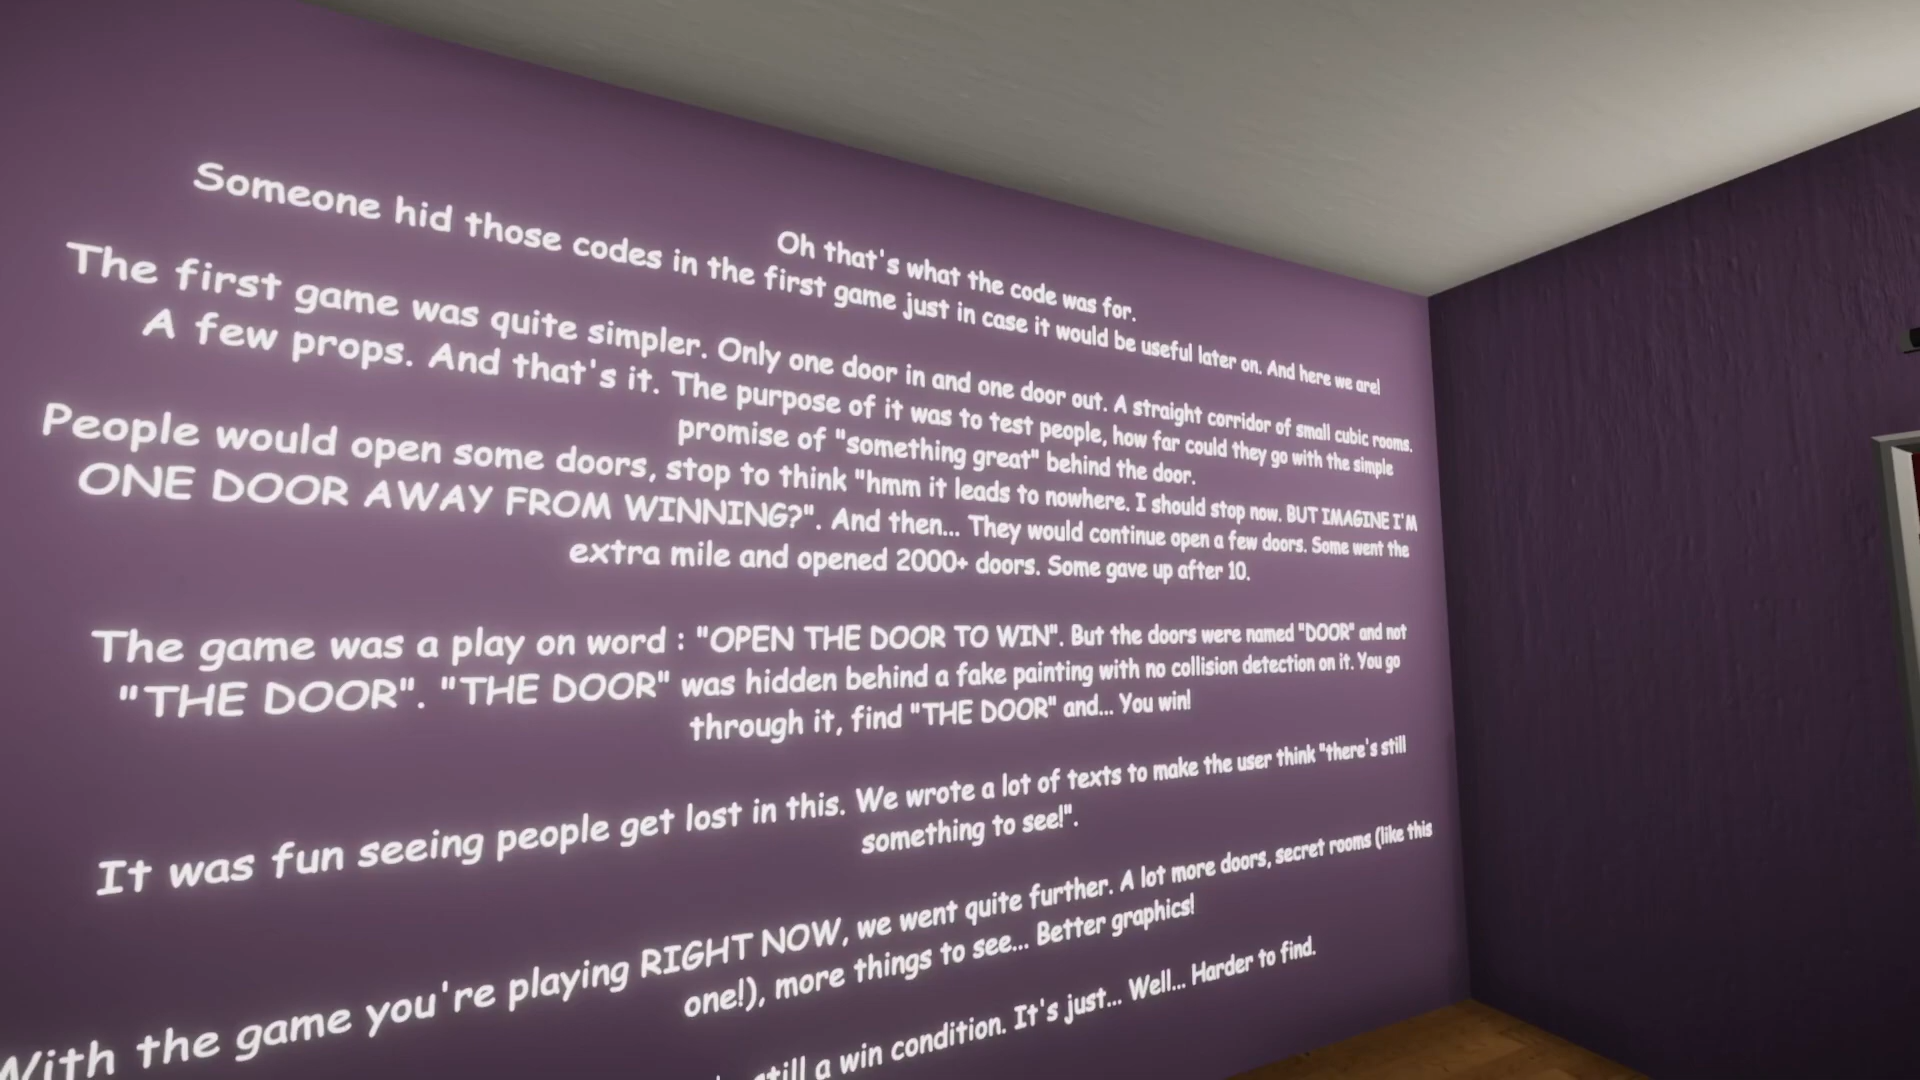 Oh that's what the code was for.
Someone hid those codes in the first game just in case it would be useful later on. And here we are!
The first game was quite simpler. Only one door in and one door out. A straight corridor of small cubic rooms.
A few props. And that's it. The purpose of it was to test people, how far could they go with the simple
promise of "something great" behind the door.
People would open some doors, stop to think "hmm it leads to nowhere. I should stop now. BUT IMAGINE I'M
ONE DOOR AWAY FROM WINNING?". And then... They would continue open a few doors. Some went the
extra mile and opened 2000+ doors. Some gave up after 10.
The game was a play on word : "OPEN THE DOOR TO WIN". But the doors were named "DOOR" and not
"THE DOOR". "THE DOOR" was hidden behind a fake painting with no collision detection on it. You go
through it, find "THE DOOR" and... You win!
It was fun seeing people get lost in this. We wrote a lot of texts to make the user think "there's still
something to see!".
With the game you're playing RIGHT NOW, we went quite further. A lot more doors, secret rooms (like this
one!), more things to see... Better graphics!
still a win condition. It's just... Well... Harder to find.